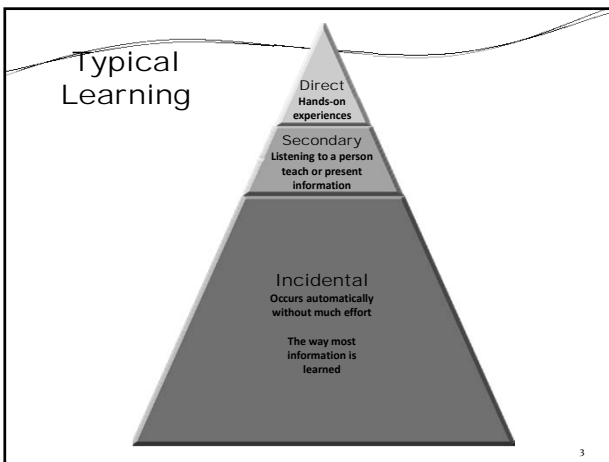 Typical
Learning
Direct
Hands-on
experiences
Secondary
Listening to a person
teach or present
information
Incidental
Occurs automatically
without much effort
The way most
information is
learned
3